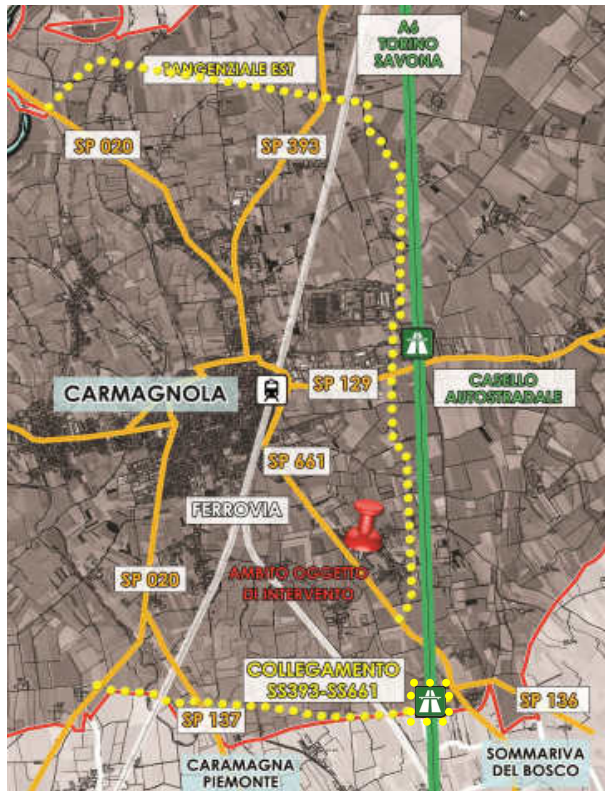 A6
TORINO
SAVONA
TANGENZIALE EST
SP 020
SP 393
CARMAGNOLA
SP 129
CASELLO
AUTOSTRADALE
SP 661
FERROVIA
AMBITO OGGETTO
DI INTERVENTO
SP 020
COLLEGAMENTO
SS393-SS661
SP 137
SP 136
CARAMAGNA
PIEMONTE
SOMMARIVA
DEL BOSCO